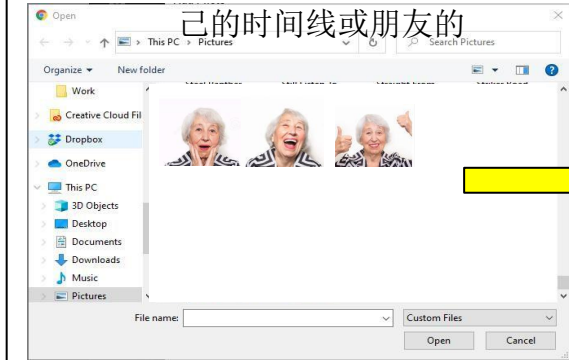 Open
己的时间线或朋友的
This PC > Pictures
Search Pictures
Organize
New folder
Work
Creative Cloud Fil
Dropbox
OneDrive
This PC
3D Objects
Desktop
Documents
Downloads
Music
Pictures
File name:
Custom Files
Open
Cancel